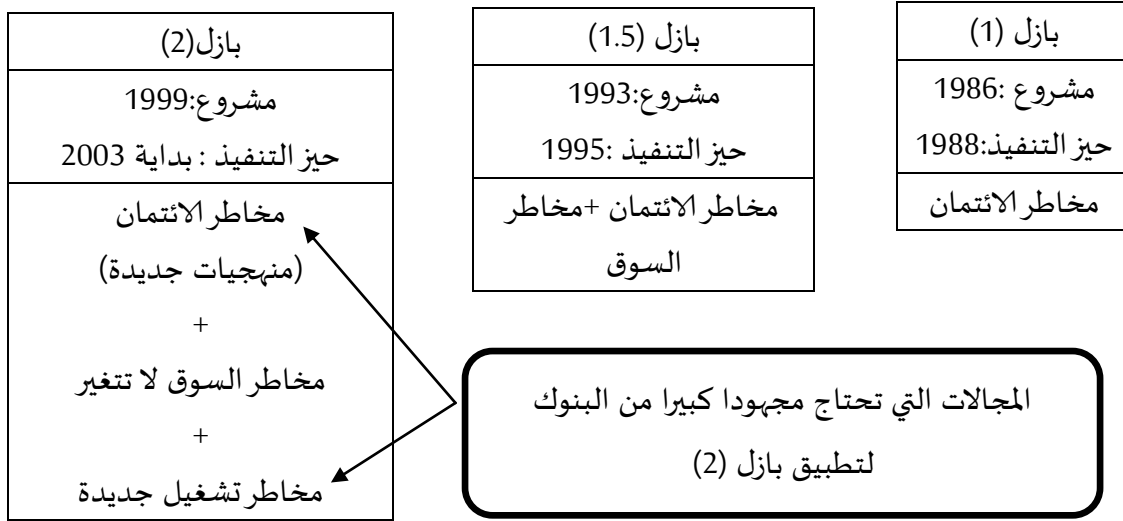 بازل (1)
مشروع :1986
حيز التنفيذ:1988
مخاطر الائتمان
بازل (1.5)
مشروع:1993
حيز التنفيذ :1995
مخاطر الائتمان +مخاطر
السوق
بازل(2)
مشروع:1999
حيز التنفيذ : بداية 2003
مخاطر الائتمان
(منهجيات جديدة)
+
مخاطر السوق لا تتغير
+
مخاطر تشغيل جديدة
المجالات التي تحتاج مجهودا كبيرا من البنوك
لتطبيق بازل (2)